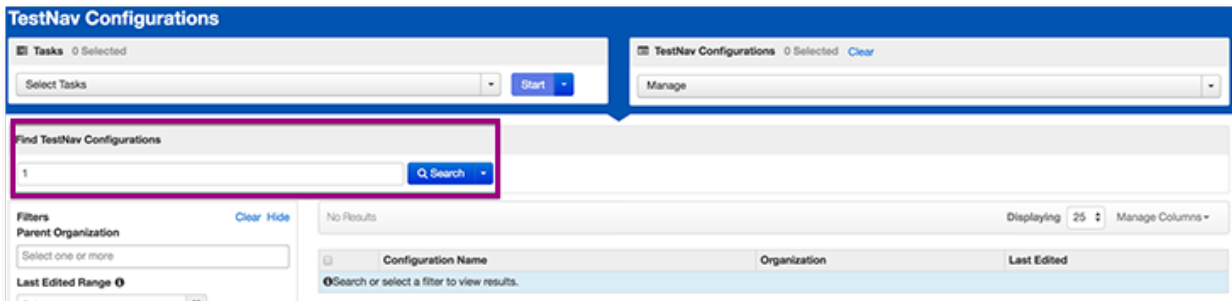 TestNav Configurations
Tasks 0 Selected
Select Tasks
Start
TestNav Configurations 0 Selected Clear
Manage
Find TestNav Configurations
1
Search
Filters Clear Hide
Parent Organization
Select one or more
Last Edited Range
No Results Displaying 25 Manage Columns
Configuration Name Organization Last Edited
Search or select a filter to view results.